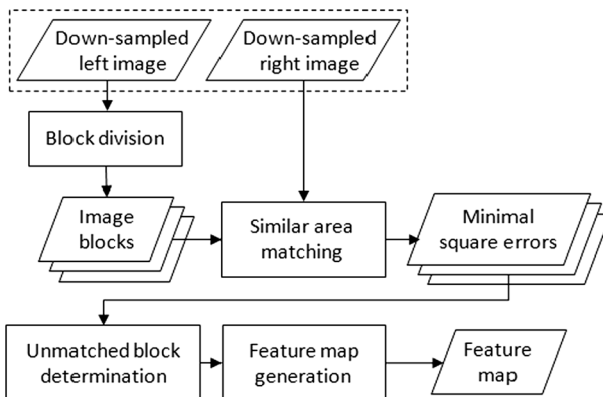 Down-sampled
left image
Down-sampled
right image
Block division
Image
blocks
Similar area
matching
Minimal
square errors
Unmatched block
determination
Feature map
generation
Feature
map